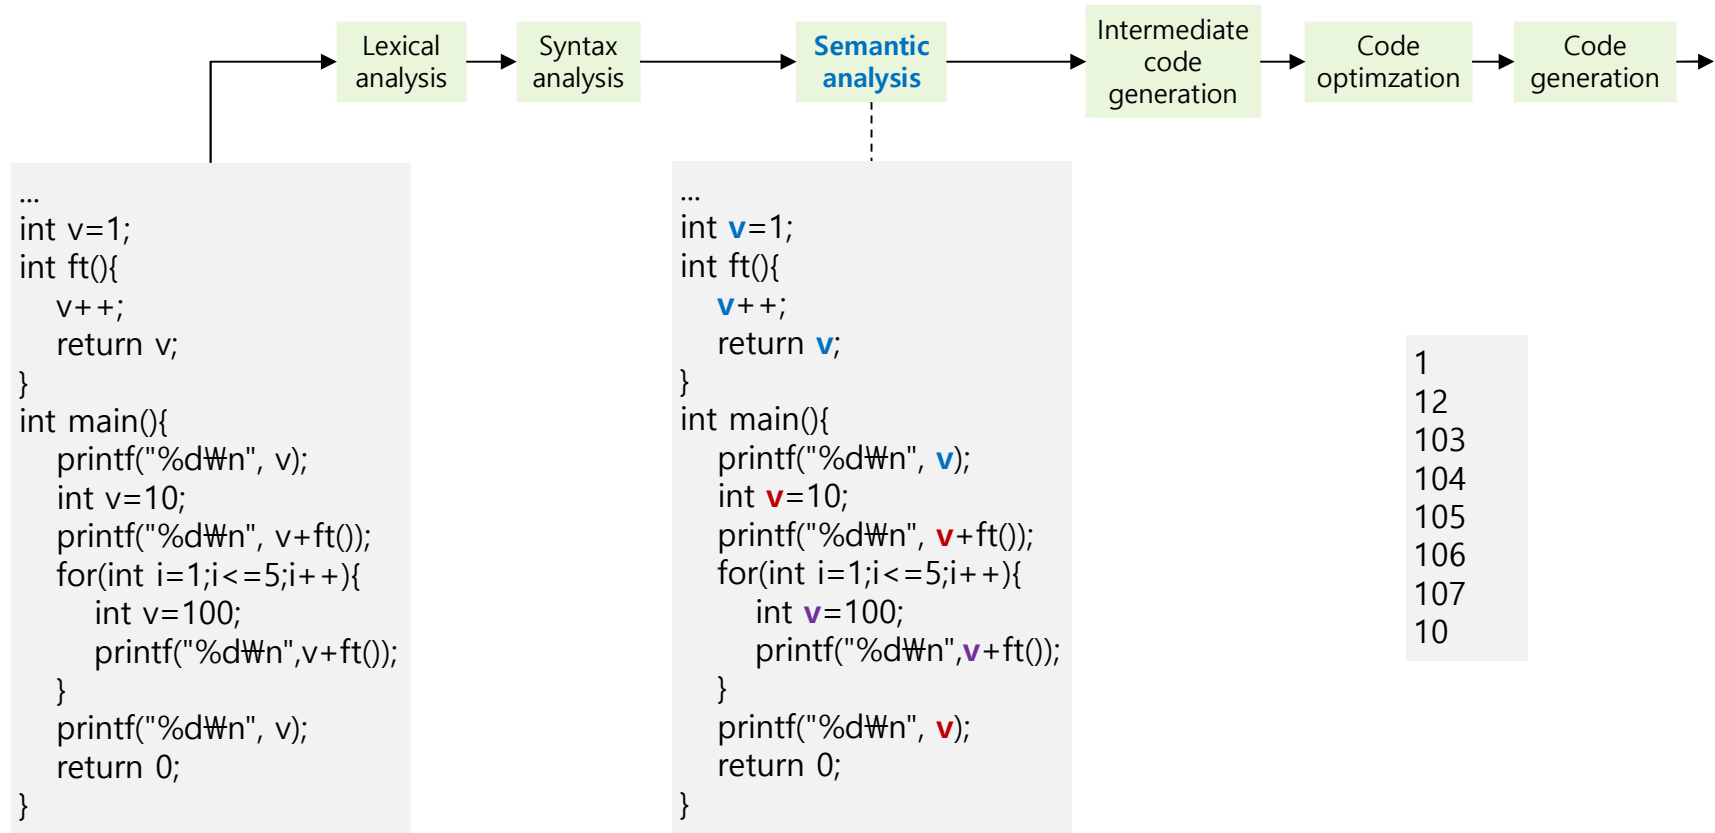 Lexical
analysis
Syntax
analysis
Semantic
analysis
Intermediate
code
generation
Code
optimzation
Code
generation
...
int v=1;
int ft(){
v++;
return v;
}
int main(){
printf("%d₩n", v);
int v=10;
printf("%d₩n", v+ft());
for(int i=1;i<=5;i++){
int v=100;
printf("%d₩n",v+ft());
}
printf("%d₩n", v);
return 0;
}
...
int v=1;
int ft(){
v++;
return v;
}
int main(){
printf("%d₩n", v);
int v=10;
printf("%d₩n", v+ft());
for(int i=1;i<=5;i++){
int v=100;
printf("%d₩n",v+ft());
}
printf("%d₩n", v);
return 0;
}
1
12
103
104
105
106
107
10